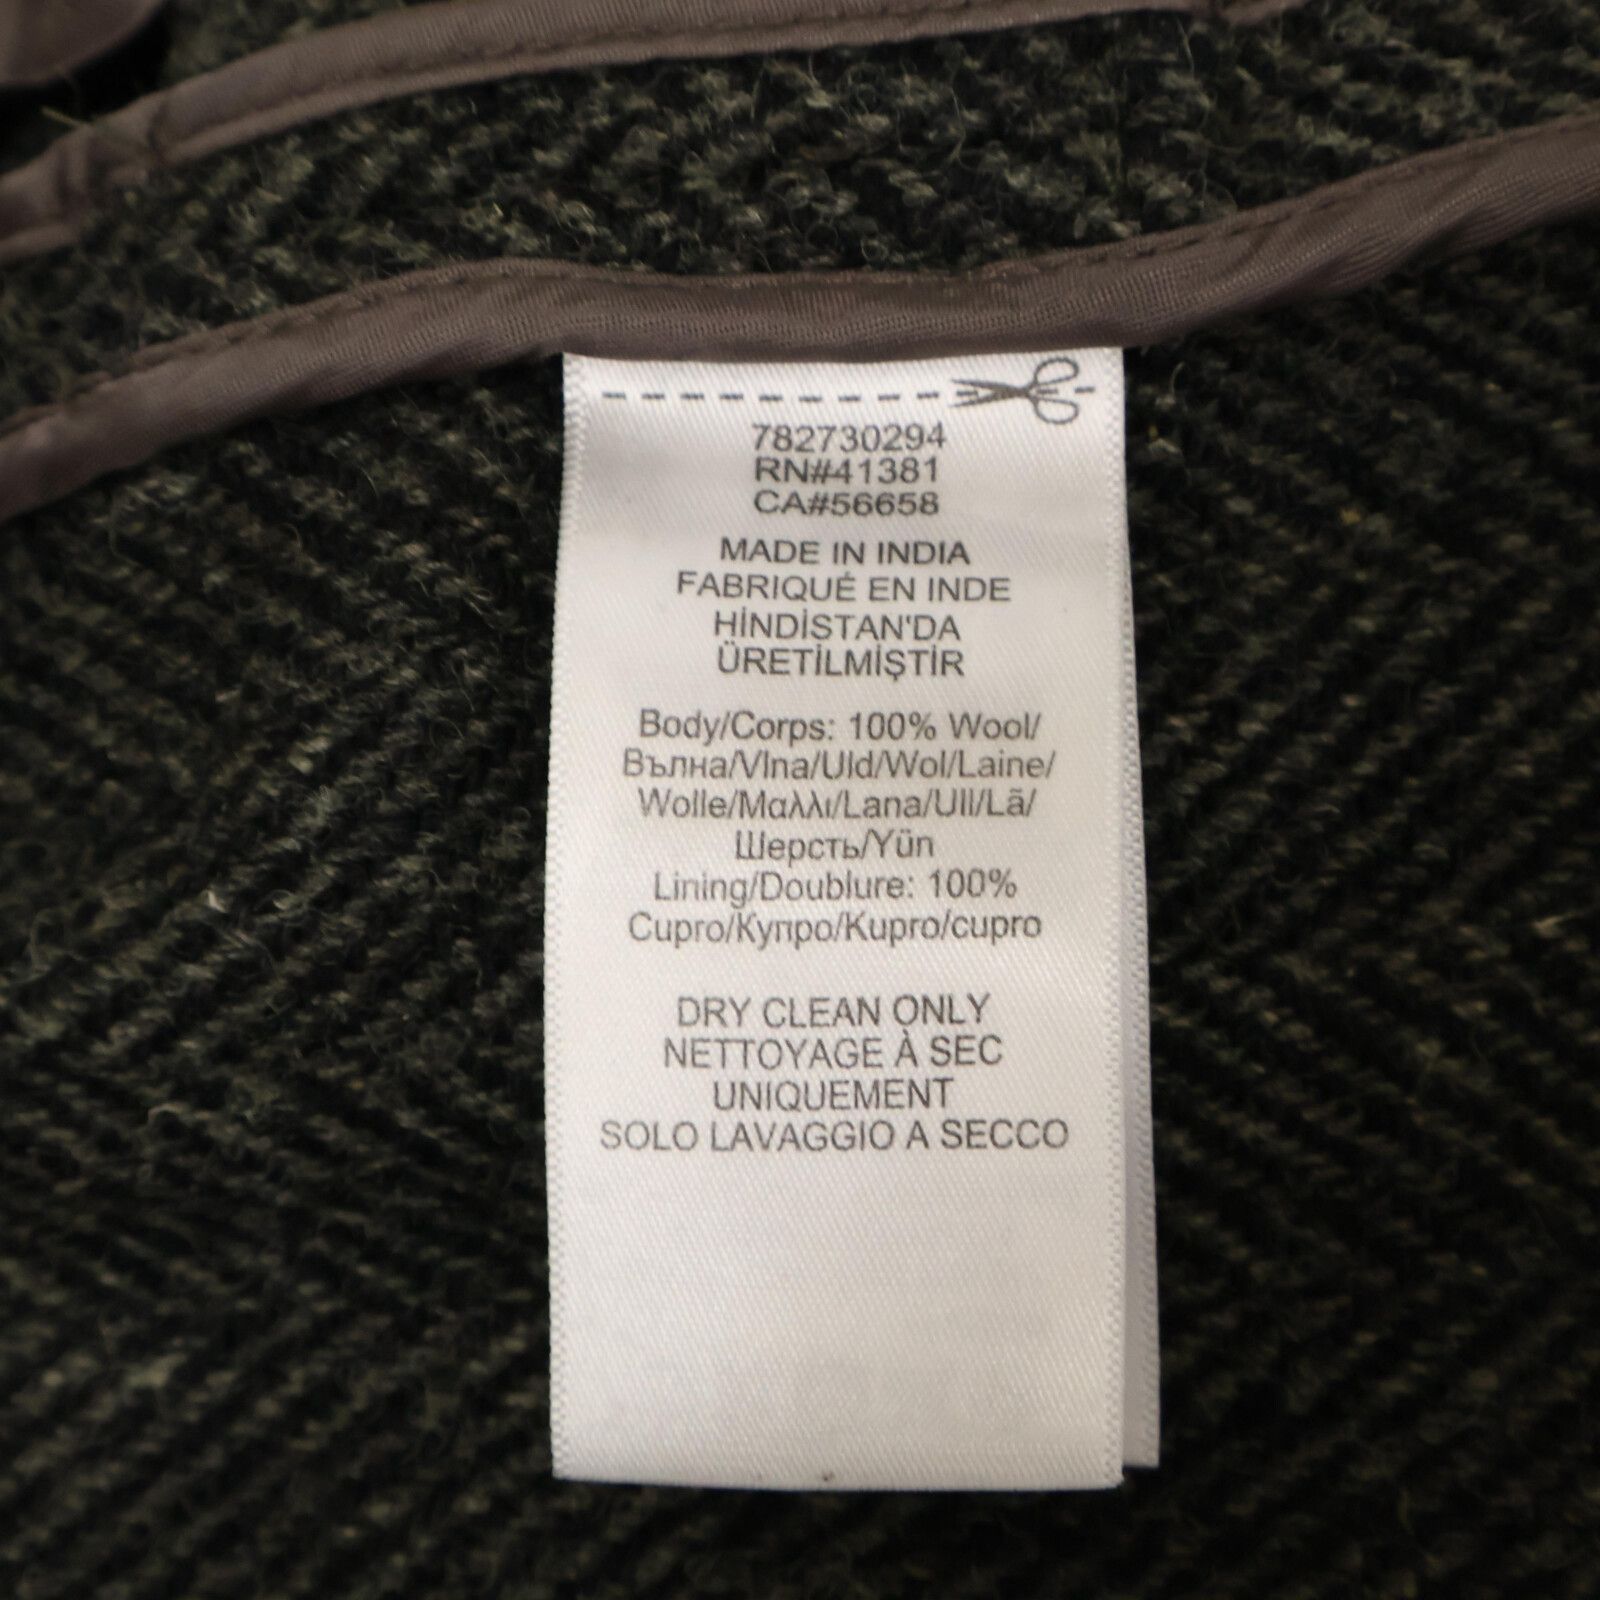 782730294
RN#41381
CA#56658
MADE IN INDIA
FABRIQUÉ EN INDE
HİNDİSTAN'DA
ÜRETİLMİŞTİR
Body/Corps: 100% Wool/
Вълна/Vlna/Uld/Wol/Laine/
Wolle/Μαλλι/Lana/Ull/Lã/
Шерсть/Yün
Lining/Doublure: 100%
Cupro/Купро/Kupro/cupro
DRY CLEAN ONLY
NETTOYAGE À SEC
UNIQUEMENT
SOLO LAVAGGIO A SECCO